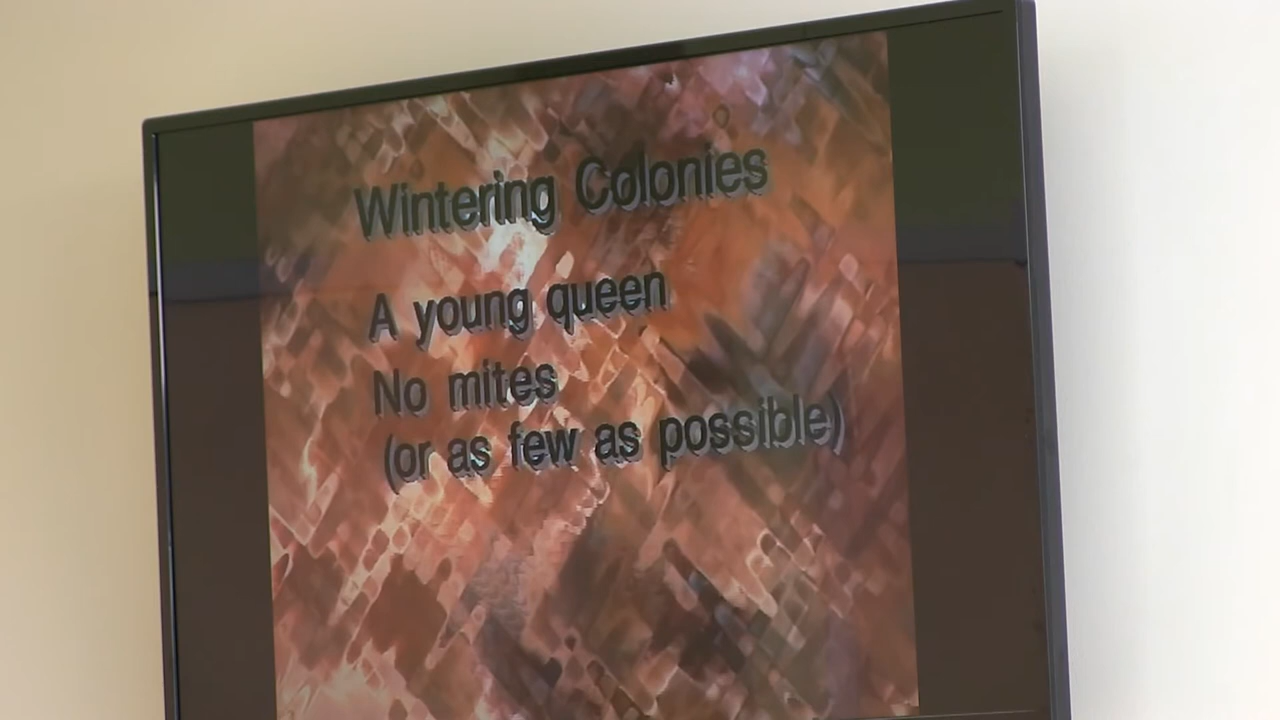 Wintering Colonies
A young queen
No mites
(or as few as possible)